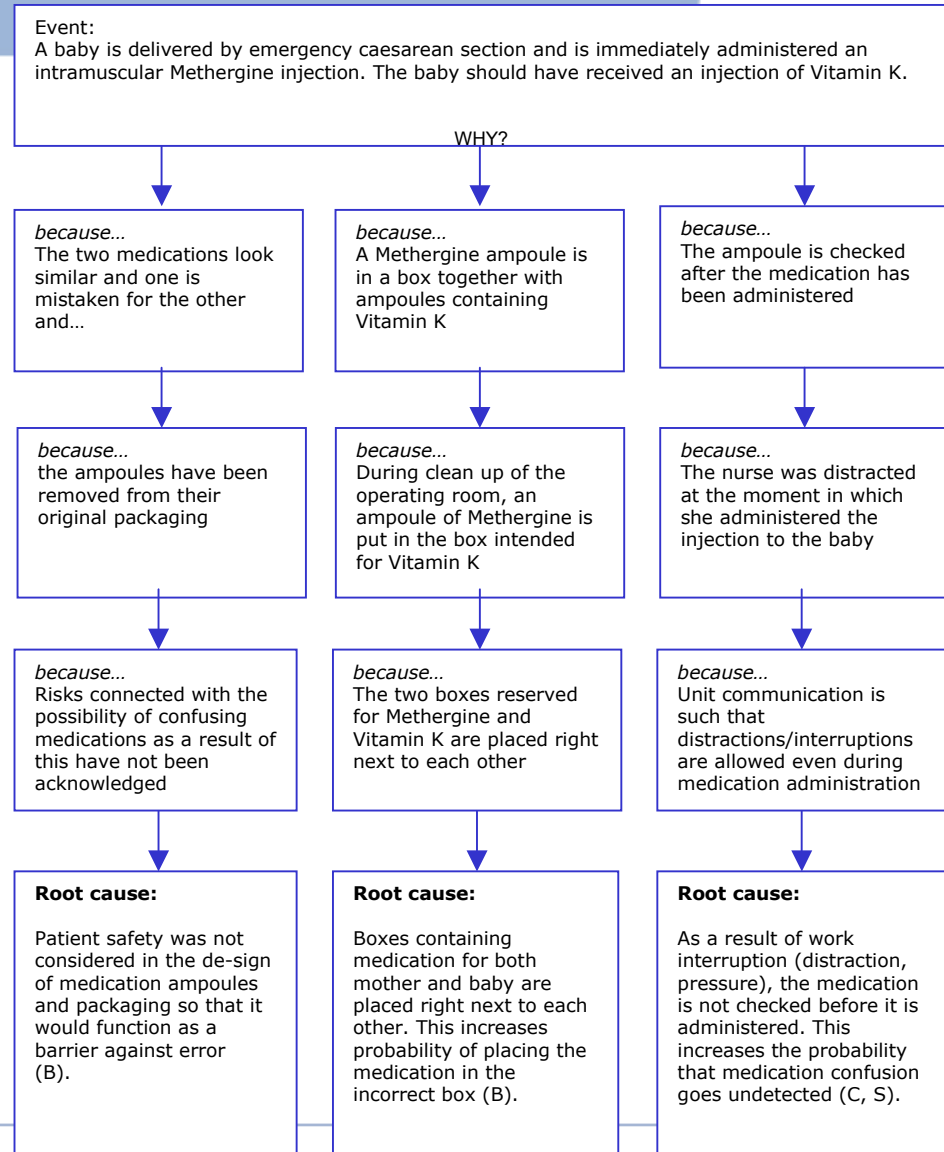 Event:
A baby is delivered by emergency caesarean section and is immediately administered an
intramuscular Methergine injection. The baby should have received an injection of Vitamin K.
WHY?
because…
The two medications look
similar and one is
mistaken for the other
and…
because…
A Methergine ampoule is
in a box together with
ampoules containing
Vitamin K
because…
The ampoule is checked
after the medication has
been administered
because…
the ampoules have been
removed from their
original packaging
because…
During clean up of the
operating room, an
ampoule of Methergine is
put in the box intended
for Vitamin K
because…
The nurse was distracted
at the moment in which
she administered the
injection to the baby
because…
Risks connected with the
possibility of confusing
medications as a result of
this have not been
acknowledged
because…
The two boxes reserved
for Methergine and
Vitamin K are placed right
next to each other
because…
Unit communication is
such that
distractions/interruptions
are allowed even during
medication administration
Root cause:
Patient safety was not
considered in the de-sign
of medication ampoules
and packaging so that it
would function as a
barrier against error
(B).
Root cause:
Boxes containing
medication for both
mother and baby are
placed right next to each
other. This increases
probability of placing the
medication in the
incorrect box (B).
Root cause:
As a result of work
interruption (distraction,
pressure), the medication
is not checked before it is
administered. This
increases the probability
that medication confusion
goes undetected (C, S).